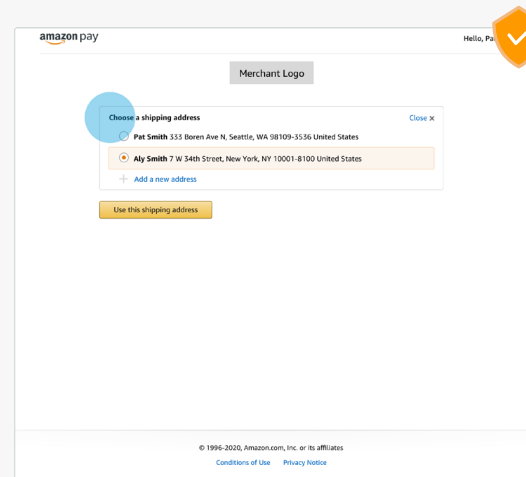 amazon pay
Hello, Pa
Merchant Logo
Choose a shipping address
Close x
Pat Smith 333 Boren Ave N, Seattle, WA 98109-3536 United States
Aly Smith 7 W 34th Street, New York, NY 10001-8100 United States
Add a new address
Use this shipping address
© 1996-2020, Amazon.com, Inc. or its affiliates
Conditions of Use Privacy Notice